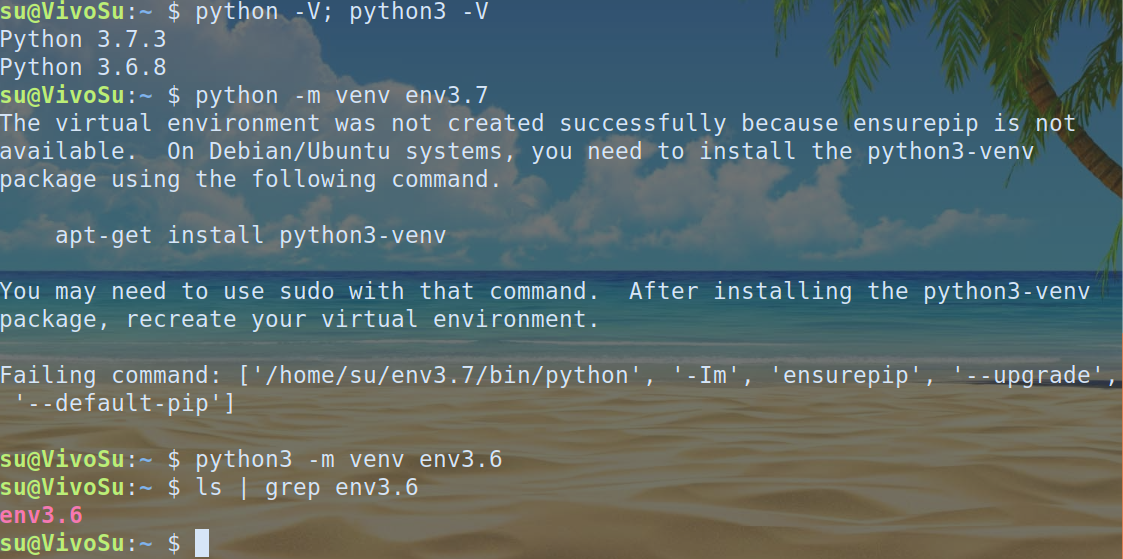 su@VivoSu:~ $ python -V; python3 -V
Python 3.7.3
Python 3.6.8
su@VivoSu:~ $ python -m venv env3.7
The virtual environment was not created successfully because ensurepip is not
available.  On Debian/Ubuntu systems, you need to install the python3-venv
package using the following command.
    apt-get install python3-venv
You may need to use sudo with that command.  After installing the python3-venv
package, recreate your virtual environment.
Failing command: ['/home/su/env3.7/bin/python', '-Im', 'ensurepip', '--upgrade',
 '--default-pip']
su@VivoSu:~ $ python3 -m venv env3.6
su@VivoSu:~ $ ls | grep env3.6
env3.6
su@VivoSu:~ $